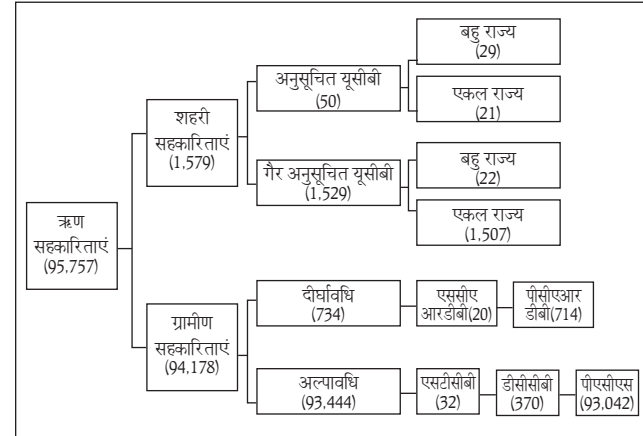 ऋण
सहकारिताएं
(95,757)
शहरी
सहकारिताएं
(1,579)
अनुसूचित यूसीबी
(50)
बहु राज्य
(29)
एकल राज्य
(21)
गैर अनुसूचित यूसीबी
(1,529)
बहु राज्य
(22)
एकल राज्य
(1,507)
ग्रामीण
सहकारिताएं
(94,178)
दीर्घावधि
(734)
एससीए
आरडीबी(20)
पीसीएआर
डीबी(714)
अल्पावधि
(93,444)
एसटीसीबी
(32)
डीसीसीबी
(370)
पीएसीएस
(93,042)